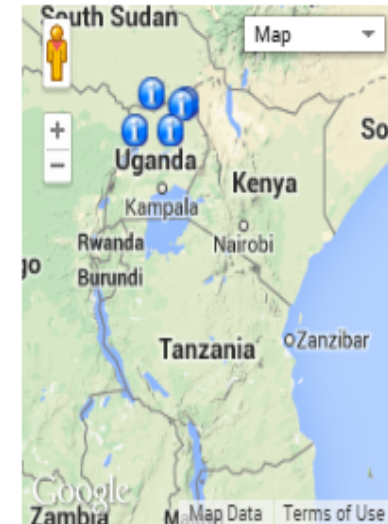 South Sudan
Map
+
−
So
Uganda
Kenya
Kampala
Rwanda
Nairobi
go
Burundi
Tanzania
Zanzibar
Google
Zambia
Map Data
Terms of Use